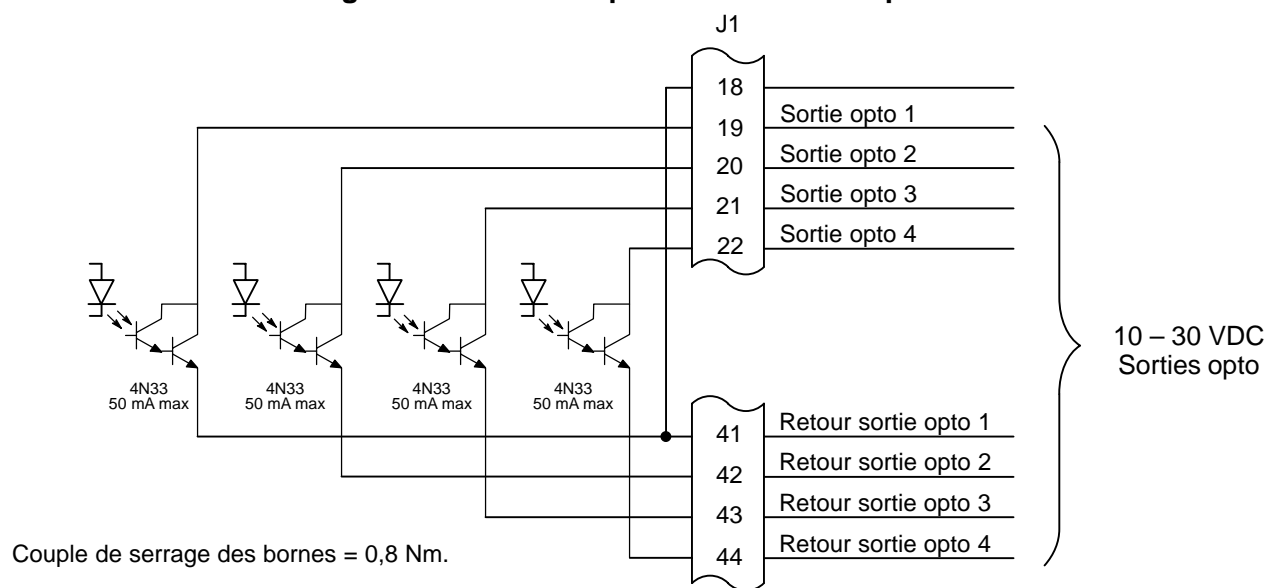 J1
18
19 Sortie opto 1
20 Sortie opto 2
21 Sortie opto 3
22 Sortie opto 4
10 – 30 VDC
Sorties opto
4N33
50 mA max
4N33
50 mA max
4N33
50 mA max
4N33
50 mA max
41 Retour sortie opto 1
42 Retour sortie opto 2
43 Retour sortie opto 3
44 Retour sortie opto 4
Couple de serrage des bornes = 0,8 Nm.